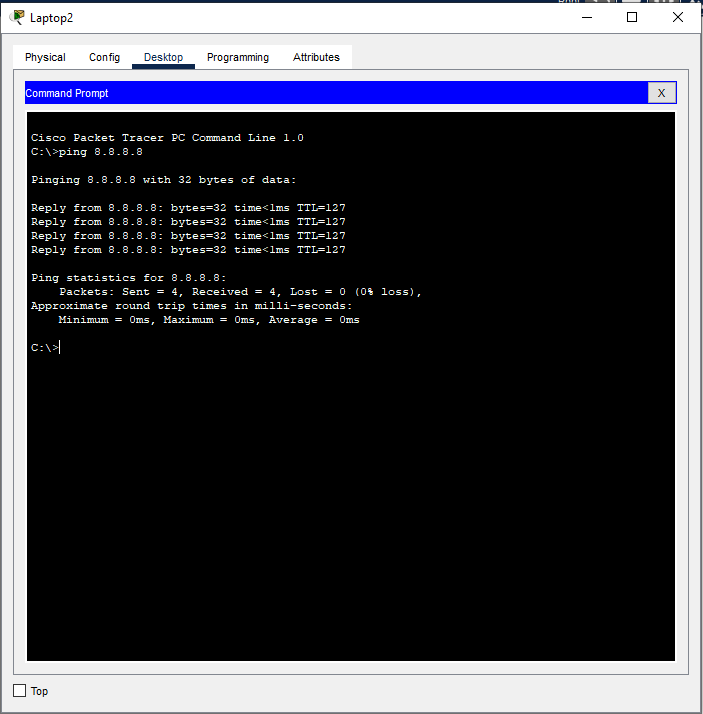 Laptop2
Physical Config Desktop Programming Attributes
Command Prompt X
Cisco Packet Tracer PC Command Line 1.0
C:\>ping 8.8.8.8
Pinging 8.8.8.8 with 32 bytes of data:
Reply from 8.8.8.8: bytes=32 time<1ms TTL=127
Reply from 8.8.8.8: bytes=32 time<1ms TTL=127
Reply from 8.8.8.8: bytes=32 time<1ms TTL=127
Reply from 8.8.8.8: bytes=32 time<1ms TTL=127
Ping statistics for 8.8.8.8:
Packets: Sent = 4, Received = 4, Lost = 0 (0% loss),
Approximate round trip times in milli-seconds:
Minimum = 0ms, Maximum = 0ms, Average = 0ms
C:\>
Top